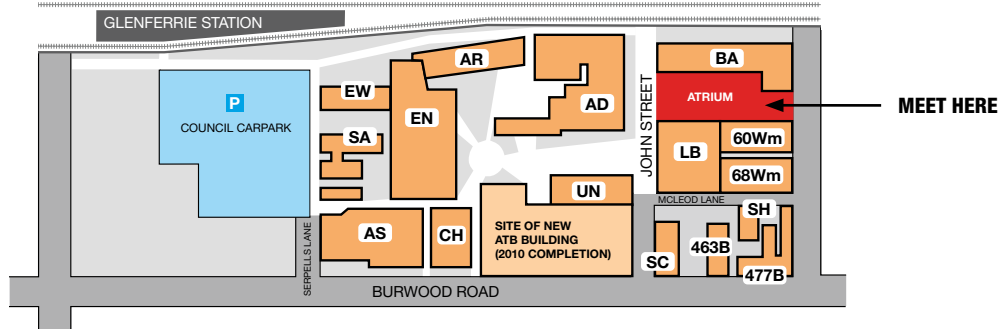 GLENFERRIE STATION
AR
BA
EW
ATRIUM
MEET HERE
P
AD
EN
COUNCIL CARPARK
SA
JOHN STREET
60Wm
LB
68Wm
UN
MCLEOD LANE
SH
AS
CH
SITE OF NEW
ATB BUILDING
(2010 COMPLETION)
SERPELLS LANE
463B
SC
477B
BURWOOD ROAD